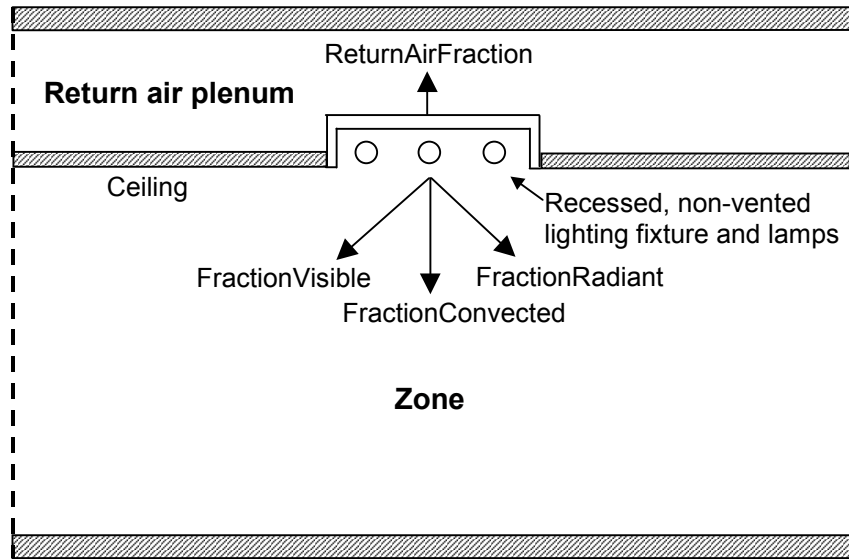 ReturnAirFraction
Return air plenum
Ceiling
Recessed, non-vented
lighting fixture and lamps
FractionVisible
FractionRadiant
FractionConvected
Zone